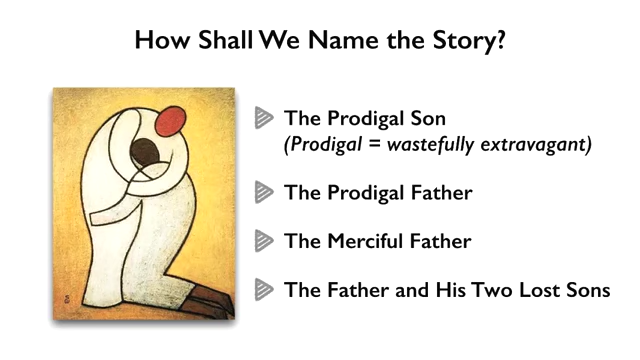 How Shall We Name the Story?
The Prodigal Son
(Prodigal = wastefully extravagant)
The Prodigal Father
The Merciful Father
The Father and His Two Lost Sons